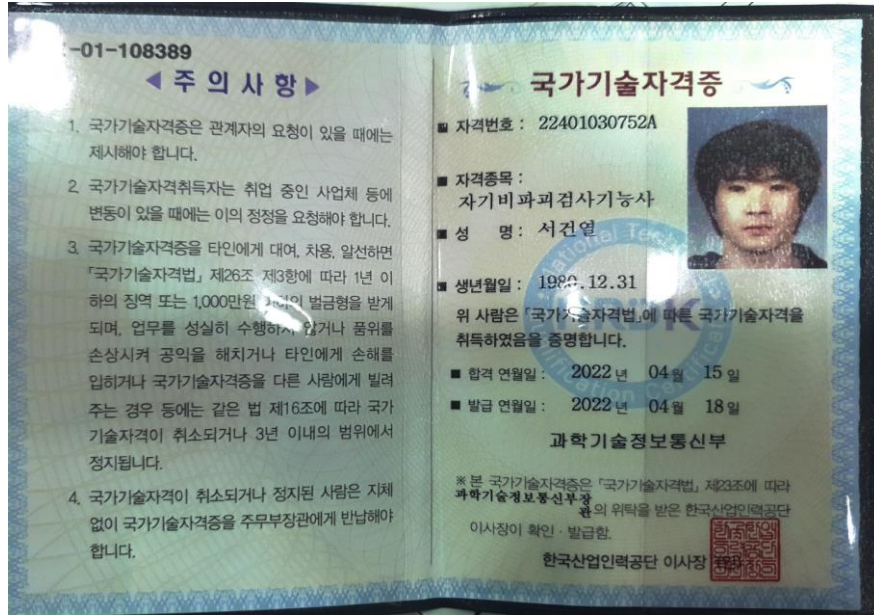 -01-108389
◀ 주 의 사 항 ▶
1. 국가기술자격증은 관계자의 요청이 있을 때에는
제시해야 합니다.
2. 국가기술자격취득자는 취업 중인 사업체 등에
변동이 있을 때에는 이의 정정을 요청해야 합니다.
3. 국가기술자격증을 타인에게 대여, 차용, 알선하면
「국가기술자격법」 제26조 제3항에 따라 1년 이
하의 징역 또는 1,000만원 이하의 벌금형을 받게
되며, 업무를 성실히 수행하지 않거나 품위를
손상시켜 공익을 해치거나 타인에게 손해를
입히거나 국가기술자격증을 다른 사람에게 빌려
주는 경우 등에는 같은 법 제16조에 따라 국가
기술자격이 취소되거나 3년 이내의 범위에서
정지됩니다.
4. 국가기술자격이 취소되거나 정지된 사람은 지체
없이 국가기술자격증을 주무부장관에게 반납해야
합니다.
국가기술자격증
■ 자격번호 : 22401030752A
■ 자격종목 :
자기비파괴검사기능사
■ 성 명 : 서건열
■ 생년월일 : 1980.12.31
위 사람은 「국가기술자격법」에 따른 국가기술자격을
취득하였음을 증명합니다.
■ 합격 연월일 : 2022 년 04 월 15 일
■ 발급 연월일 : 2022 년 04 월 18 일
과학기술정보통신부
※ 본 국가기술자격증은 「국가기술자격법」 제23조에 따라
과학기술정보통신부장
관의 위탁을 받은 한국산업인력공단
이사장이 확인 · 발급함.
한국산업인력공단 이사장